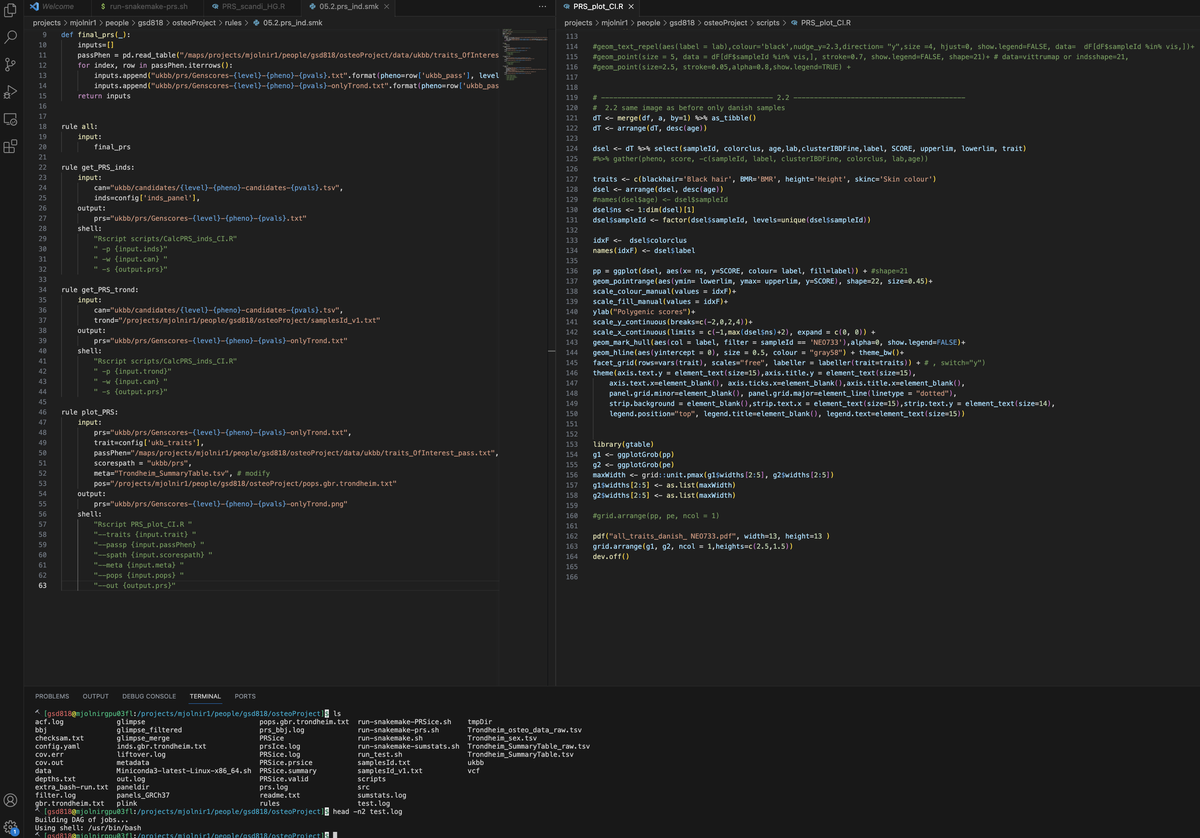 Welcome
$ run-snakemake-prs.sh
PRS_scandi_HG.R
05.2.prs_ind.smk
projects > mjolnir1 > people > gsd818 > osteoProject > rules > 05.2.prs_ind.smk
9 def final_prs(_):
10 inputs=[]
11 passPhen = pd.read_table("/maps/projects/mjolnir1/people/gsd818/osteoProject/data/ukbb/traits_OfInteres
12 for index, row in passPhen.iterrows():
13 inputs.append("ukbb/prs/Genscores-{level}-{pheno}-{pvals}.txt".format(pheno=row['ukbb_pass'], level
14 inputs.append("ukbb/prs/Genscores-{level}-{pheno}-{pvals}-onlyTrond.txt".format(pheno=row['ukbb_pas
15 return inputs
16
17
18 rule all:
19 input:
20 final_prs
21
22 rule get_PRS_inds:
23 input:
24 can="ukbb/candidates/{level}-{pheno}-candidates-{pvals}.tsv",
25 inds=config['inds_panel'],
26 output:
27 prs="ukbb/prs/Genscores-{level}-{pheno}-{pvals}.txt"
28 shell:
29 "Rscript scripts/CalcPRS_inds_CI.R"
30 " -p {input.inds}"
31 " -w {input.can} "
32 " -s {output.prs}"
33
34 rule get_PRS_trond:
35 input:
36 can="ukbb/candidates/{level}-{pheno}-candidates-{pvals}.tsv",
37 trond="/projects/mjolnir1/people/gsd818/osteoProject/samplesId_v1.txt"
38 output:
39 prs="ukbb/prs/Genscores-{level}-{pheno}-{pvals}-onlyTrond.txt"
40 shell:
41 "Rscript scripts/CalcPRS_inds_CI.R"
42 " -p {input.trond}"
43 " -w {input.can} "
44 " -s {output.prs}"
45
46 rule plot_PRS:
47 input:
48 prs="ukbb/prs/Genscores-{level}-{pheno}-{pvals}-onlyTrond.txt",
49 trait=config['ukb_traits'],
50 passPhen="/maps/projects/mjolnir1/people/gsd818/osteoProject/data/ukbb/traits_OfInterest_pass.txt",
51 scorespath = "ukbb/prs",
52 meta="Trondheim_SummaryTable.tsv", # modify
53 pos="/projects/mjolnir1/people/gsd818/osteoProject/pops.gbr.trondheim.txt"
54 output:
55 prs="ukbb/prs/Genscores-{level}-{pheno}-{pvals}-onlyTrond.png"
56 shell:
57 "Rscript PRS_plot_CI.R "
58 "--traits {input.trait} "
59 "--passp {input.passPhen} "
60 "--spath {input.scorespath} "
61 "--meta {input.meta} "
62 "--pops {input.pops} "
63 "--out {output.prs}"
PRS_plot_CI.R
projects > mjolnir1 > people > gsd818 > osteoProject > scripts > PRS_plot_CI.R
113
114 #geom_text_repel(aes(label = lab),colour='black',nudge_y=2.3,direction= "y",size =4, hjust=0, show.legend=FALSE, data= df[df$sampleId %in% vis,])+
115 #geom_point(size = 5, data = df[df$sampleId %in% vis,], stroke=0.7, show.legend=FALSE, shape=21)+ # data=vittrumap or indsshape=21,
116 #geom_point(size=2.5, stroke=0.05,alpha=0.8,show.legend=TRUE) +
117
118
119 # ----------------------------------------- 2.2 -----------------------------------------
120 # 2.2 same image as before only danish samples
121 dT <- merge(df, a, by=1) %>% as_tibble()
122 dT <- arrange(dT, desc(age))
123
124 dsel <- dT %>% select(sampleId, colorclus, age,lab,clusterIBDFine,label, SCORE, upperlim, lowerlim, trait)
125 #%>% gather(pheno, score, -c(sampleId, label, clusterIBDFine, colorclus, lab,age))
126
127 traits <- c(blackhair='Black hair', BMR='BMR', height='Height', skinc='Skin colour')
128 dsel <- arrange(dsel, desc(age))
129 #names(dsel$age) <- dsel$sampleId
130 dsel$ns <- 1:dim(dsel)[1]
131 dsel$sampleId <- factor(dsel$sampleId, levels=unique(dsel$sampleId))
132
133 idxF <- dsel$colorclus
134 names(idxF) <- dsel$label
135
136 pp = ggplot(dsel, aes(x= ns, y=SCORE, colour= label, fill=label)) + #shape=21
137 geom_pointrange(aes(ymin= lowerlim, ymax= upperlim, y=SCORE), shape=22, size=0.45)+
138 scale_colour_manual(values = idxF)+
139 scale_fill_manual(values = idxF)+
140 ylab("Polygenic scores")+
141 scale_y_continuous(breaks=c(-2,0,2,4))+
142 scale_x_continuous(limits = c(-1,max(dsel$ns)+2), expand = c(0, 0)) +
143 geom_mark_hull(aes(col = label, filter = sampleId == 'NEO733'),alpha=0, show.legend=FALSE)+
144 geom_hline(aes(yintercept = 0), size = 0.5, colour = "gray58") + theme_bw()+
145 facet_grid(rows=vars(trait), scales="free", labeller = labeller(trait=traits)) + # , switch="y")
146 theme(axis.text.y = element_text(size=15),axis.title.y = element_text(size=15),
147 axis.text.x=element_blank(), axis.ticks.x=element_blank(),axis.title.x=element_blank(),
148 panel.grid.minor=element_blank(), panel.grid.major=element_line(linetype = "dotted"),
149 strip.background = element_blank(),strip.text.x = element_text(size=15),strip.text.y = element_text(size=14),
150 legend.position="top", legend.title=element_blank(), legend.text=element_text(size=15))
151
152
153 library(gtable)
154 g1 <- ggplotGrob(pp)
155 g2 <- ggplotGrob(pe)
156 maxWidth <- grid::unit.pmax(g1$widths[2:5], g2$widths[2:5])
157 g1$widths[2:5] <- as.list(maxWidth)
158 g2$widths[2:5] <- as.list(maxWidth)
159
160 #grid.arrange(pp, pe, ncol = 1)
161
162 pdf("all_traits_danish_ NEO733.pdf", width=13, height=13 )
163 grid.arrange(g1, g2, ncol = 1,heights=c(2.5,1.5))
164 dev.off()
165
166
PROBLEMS OUTPUT DEBUG CONSOLE TERMINAL PORTS
[gsd818@mjolnirgpu03fl:/projects/mjolnir1/people/gsd818/osteoProject]$ ls
acf.log glimpse pops.gbr.trondheim.txt run-snakemake-PRSice.sh tmpDir
bbj glimpse_filtered prs_bbj.log run-snakemake-prs.sh Trondheim_osteo_data_raw.tsv
checksam.txt glimpse_merge PRSice run-snakemake.sh Trondheim_sex.tsv
config.yaml inds.gbr.trondheim.txt prsIce.log run-snakemake-sumstats.sh Trondheim_SummaryTable_raw.tsv
cov.err liftover.log PRSice.log run_test.sh Trondheim_SummaryTable.tsv
cov.out metadata PRSice.prsice samplesId.txt ukbb
data Miniconda3-latest-Linux-x86_64.sh PRSice.summary samplesId_v1.txt vcf
depths.txt out.log PRSice.valid scripts
extra_bash-run.txt paneldir prs.log src
filter.log panels_GRCh37 readme.txt sumstats.log
gbr.trondheim.txt plink rules test.log
[gsd818@mjolnirgpu03fl:/projects/mjolnir1/people/gsd818/osteoProject]$ head -n2 test.log
Building DAG of jobs...
Using shell: /usr/bin/bash
[gsd818@mjolnirgpu03fl:/projects/mjolnir1/people/gsd818/osteoProject]$
1